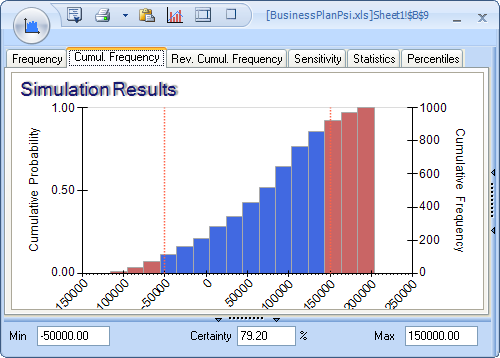 [BusinessPlanPsi.xls]Sheet1!$B$9
Frequency Cumul. Frequency Rev. Cumul. Frequency Sensitivity Statistics Percentiles
Simulation Results
1.00 1000
800
600
0.50
400
200
0.00 0
Cumulative Probability
Cumulative Frequency
150000 100000 -50000 0 50000 100000 150000 200000 250000
Min -50000.00 Certainty 79.20 % Max 150000.00